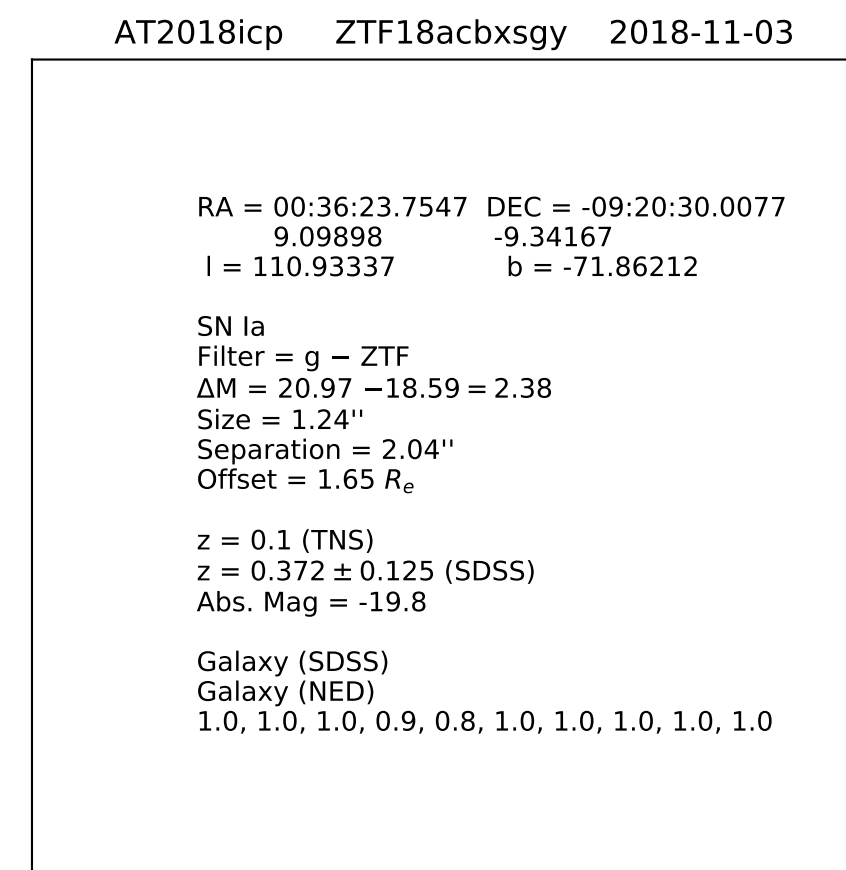 AT2018icp ZTF18acbxsgy 2018-11-03
RA = 00:36:23.7547 DEC = -09:20:30.0077
9.09898 -9.34167
l = 110.93337 b = -71.86212
SN Ia
Filter = g − ZTF
ΔM = 20.97 −18.59 = 2.38
Size = 1.24''
Separation = 2.04''
Offset = 1.65 Rₑ
z = 0.1 (TNS)
z = 0.372 ± 0.125 (SDSS)
Abs. Mag = -19.8
Galaxy (SDSS)
Galaxy (NED)
1.0, 1.0, 1.0, 0.9, 0.8, 1.0, 1.0, 1.0, 1.0, 1.0